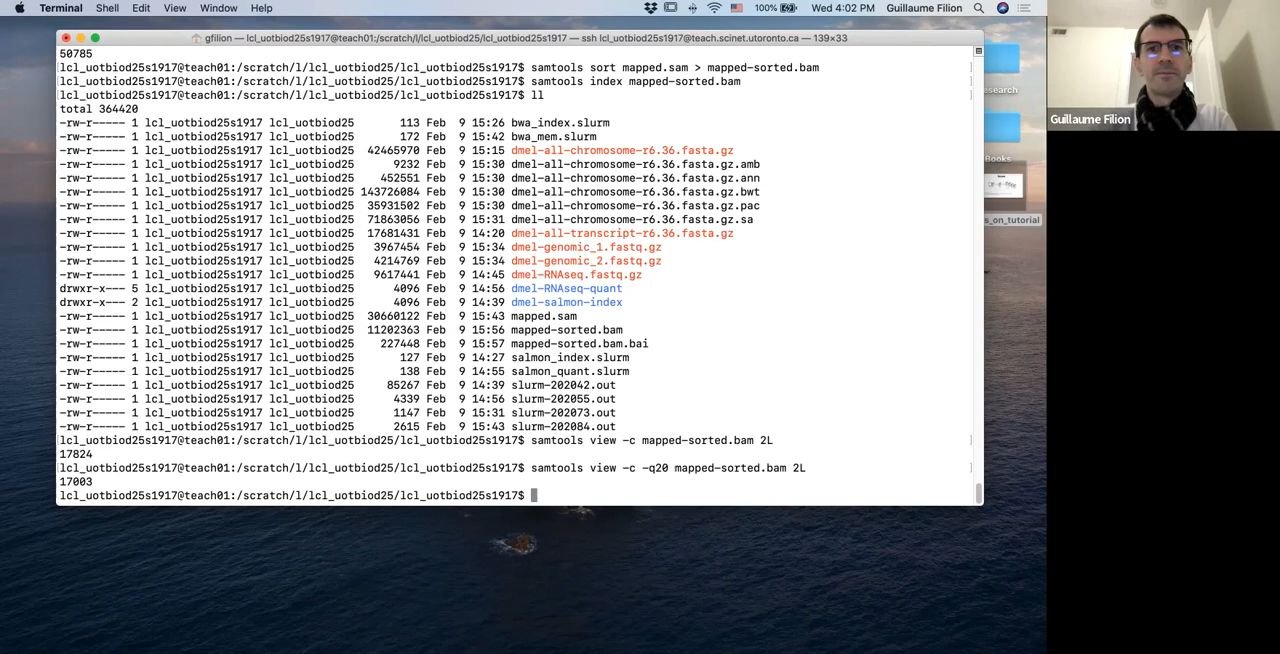 Terminal Shell Edit View Window Help 100% Wed 4:02 PM Guillaume Filion
gfilion — lcl_uotbiod25s1917@teach01:/scratch/l/lcl_uotbiod25/lcl_uotbiod25s1917 — ssh lcl_uotbiod25s1917@teach.scinet.utoronto.ca — 139×33
50785
[lcl_uotbiod25s1917@teach01:/scratch/l/lcl_uotbiod25/lcl_uotbiod25s1917$ samtools sort mapped.sam > mapped-sorted.bam ]
[lcl_uotbiod25s1917@teach01:/scratch/l/lcl_uotbiod25/lcl_uotbiod25s1917$ samtools index mapped-sorted.bam ]
[lcl_uotbiod25s1917@teach01:/scratch/l/lcl_uotbiod25/lcl_uotbiod25s1917$ ll ]
total 364420
-rw-r----- 1 lcl_uotbiod25s1917 lcl_uotbiod25 113 Feb 9 15:26 bwa_index.slurm
-rw-r----- 1 lcl_uotbiod25s1917 lcl_uotbiod25 172 Feb 9 15:42 bwa_mem.slurm
-rw-r----- 1 lcl_uotbiod25s1917 lcl_uotbiod25 42465970 Feb 9 15:15 dmel-all-chromosome-r6.36.fasta.gz
-rw-r----- 1 lcl_uotbiod25s1917 lcl_uotbiod25 9232 Feb 9 15:30 dmel-all-chromosome-r6.36.fasta.gz.amb
-rw-r----- 1 lcl_uotbiod25s1917 lcl_uotbiod25 452551 Feb 9 15:30 dmel-all-chromosome-r6.36.fasta.gz.ann
-rw-r----- 1 lcl_uotbiod25s1917 lcl_uotbiod25 143726084 Feb 9 15:30 dmel-all-chromosome-r6.36.fasta.gz.bwt
-rw-r----- 1 lcl_uotbiod25s1917 lcl_uotbiod25 35931502 Feb 9 15:30 dmel-all-chromosome-r6.36.fasta.gz.pac
-rw-r----- 1 lcl_uotbiod25s1917 lcl_uotbiod25 71863056 Feb 9 15:31 dmel-all-chromosome-r6.36.fasta.gz.sa
-rw-r----- 1 lcl_uotbiod25s1917 lcl_uotbiod25 17681431 Feb 9 14:20 dmel-all-transcript-r6.36.fasta.gz
-rw-r----- 1 lcl_uotbiod25s1917 lcl_uotbiod25 3967454 Feb 9 15:34 dmel-genomic_1.fastq.gz
-rw-r----- 1 lcl_uotbiod25s1917 lcl_uotbiod25 4214769 Feb 9 15:34 dmel-genomic_2.fastq.gz
-rw-r----- 1 lcl_uotbiod25s1917 lcl_uotbiod25 9617441 Feb 9 14:45 dmel-RNAseq.fastq.gz
drwxr-x--- 5 lcl_uotbiod25s1917 lcl_uotbiod25 4096 Feb 9 14:56 dmel-RNAseq-quant
drwxr-x--- 2 lcl_uotbiod25s1917 lcl_uotbiod25 4096 Feb 9 14:39 dmel-salmon-index
-rw-r----- 1 lcl_uotbiod25s1917 lcl_uotbiod25 30660122 Feb 9 15:43 mapped.sam
-rw-r----- 1 lcl_uotbiod25s1917 lcl_uotbiod25 11202363 Feb 9 15:56 mapped-sorted.bam
-rw-r----- 1 lcl_uotbiod25s1917 lcl_uotbiod25 227448 Feb 9 15:57 mapped-sorted.bam.bai
-rw-r----- 1 lcl_uotbiod25s1917 lcl_uotbiod25 127 Feb 9 14:27 salmon_index.slurm
-rw-r----- 1 lcl_uotbiod25s1917 lcl_uotbiod25 138 Feb 9 14:55 salmon_quant.slurm
-rw-r----- 1 lcl_uotbiod25s1917 lcl_uotbiod25 85267 Feb 9 14:39 slurm-202042.out
-rw-r----- 1 lcl_uotbiod25s1917 lcl_uotbiod25 4339 Feb 9 14:56 slurm-202055.out
-rw-r----- 1 lcl_uotbiod25s1917 lcl_uotbiod25 1147 Feb 9 15:31 slurm-202073.out
-rw-r----- 1 lcl_uotbiod25s1917 lcl_uotbiod25 2615 Feb 9 15:43 slurm-202084.out
[lcl_uotbiod25s1917@teach01:/scratch/l/lcl_uotbiod25/lcl_uotbiod25s1917$ samtools view -c mapped-sorted.bam 2L ]
17824
[lcl_uotbiod25s1917@teach01:/scratch/l/lcl_uotbiod25/lcl_uotbiod25s1917$ samtools view -c -q20 mapped-sorted.bam 2L ]
17003
lcl_uotbiod25s1917@teach01:/scratch/l/lcl_uotbiod25/lcl_uotbiod25s1917$
esearch
Books
s_on_tutorial
Guillaume Filion